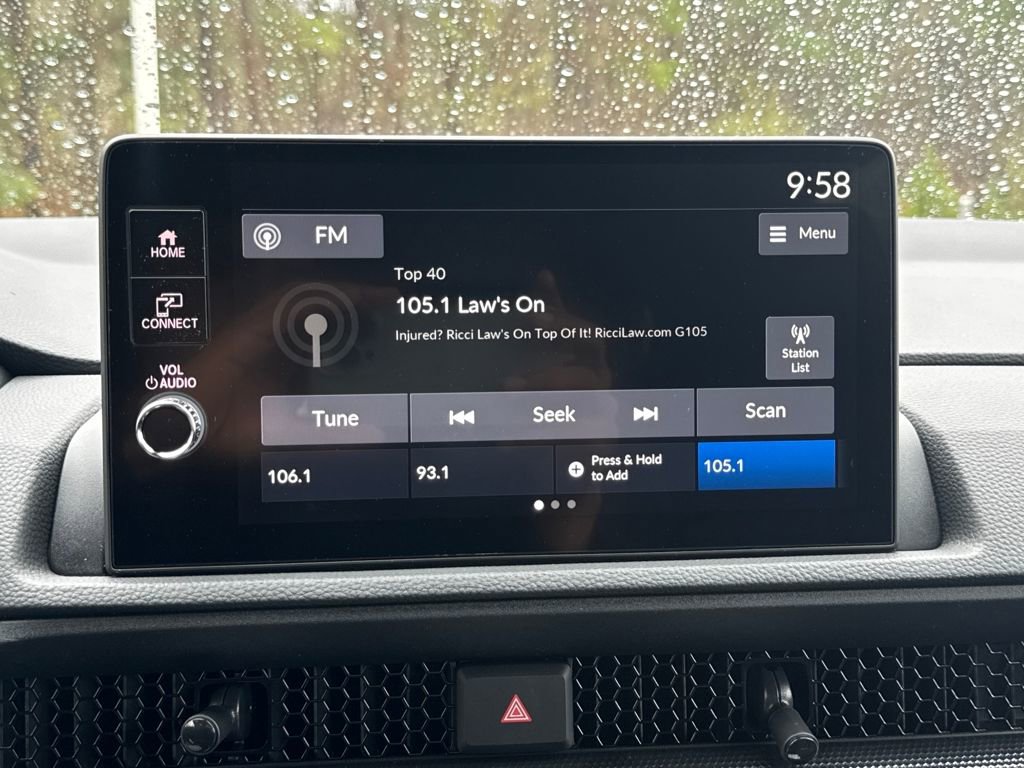 9:58
HOME
FM
Menu
Top 40
105.1 Law's On
Injured? Ricci Law's On Top Of It! RicciLaw.com G105
CONNECT
Station
List
VOL
AUDIO
Tune
Seek
Scan
106.1
93.1
Press & Hold
to Add
105.1